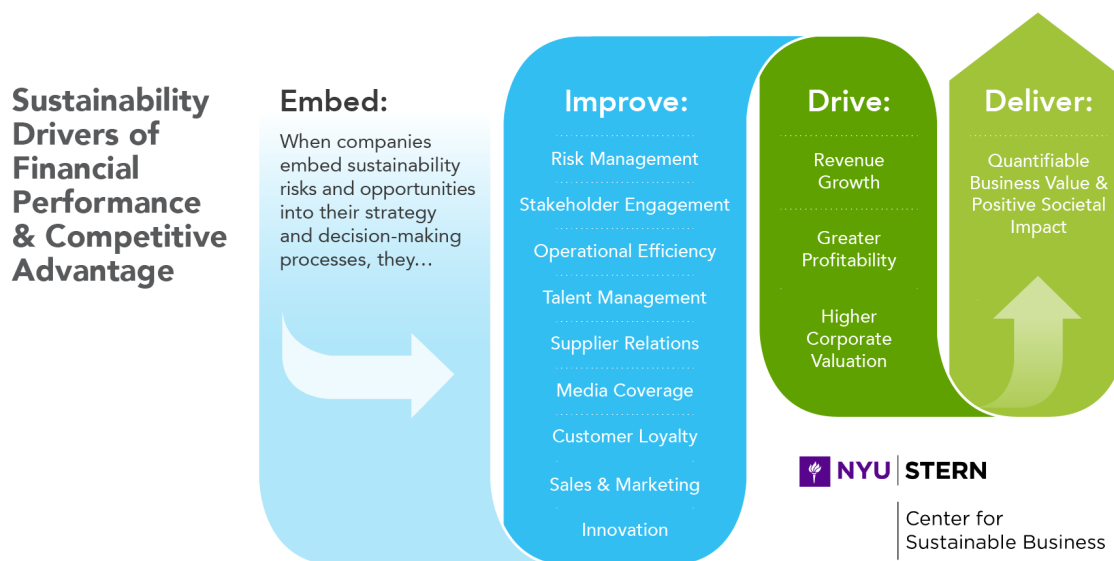 Sustainability
Drivers of
Financial
Performance
& Competitive
Advantage
Embed:
When companies
embed sustainability
risks and opportunities
into their strategy
and decision-making
processes, they…
Improve:
Risk Management
Stakeholder Engagement
Operational Efficiency
Talent Management
Supplier Relations
Media Coverage
Customer Loyalty
Sales & Marketing
Innovation
Drive:
Revenue
Growth
Greater
Profitability
Higher
Corporate
Valuation
Deliver:
Quantifiable
Business Value &
Positive Societal
Impact
NYU STERN
Center for
Sustainable Business